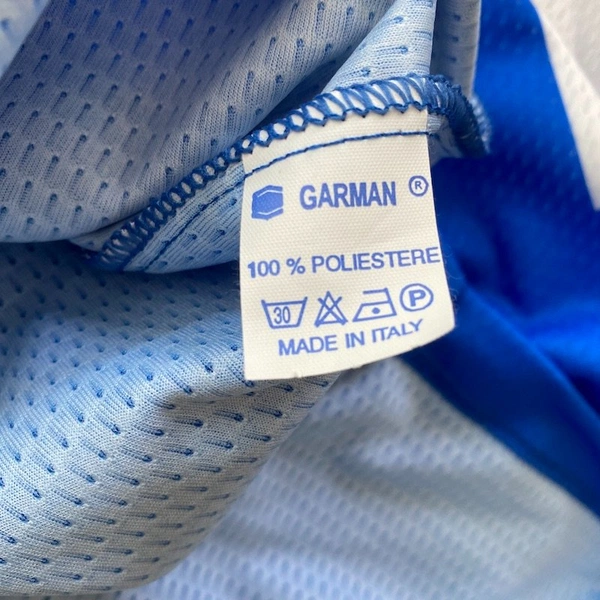 GARMAN ®
100 % POLIESTERE
30 P
MADE IN ITALY